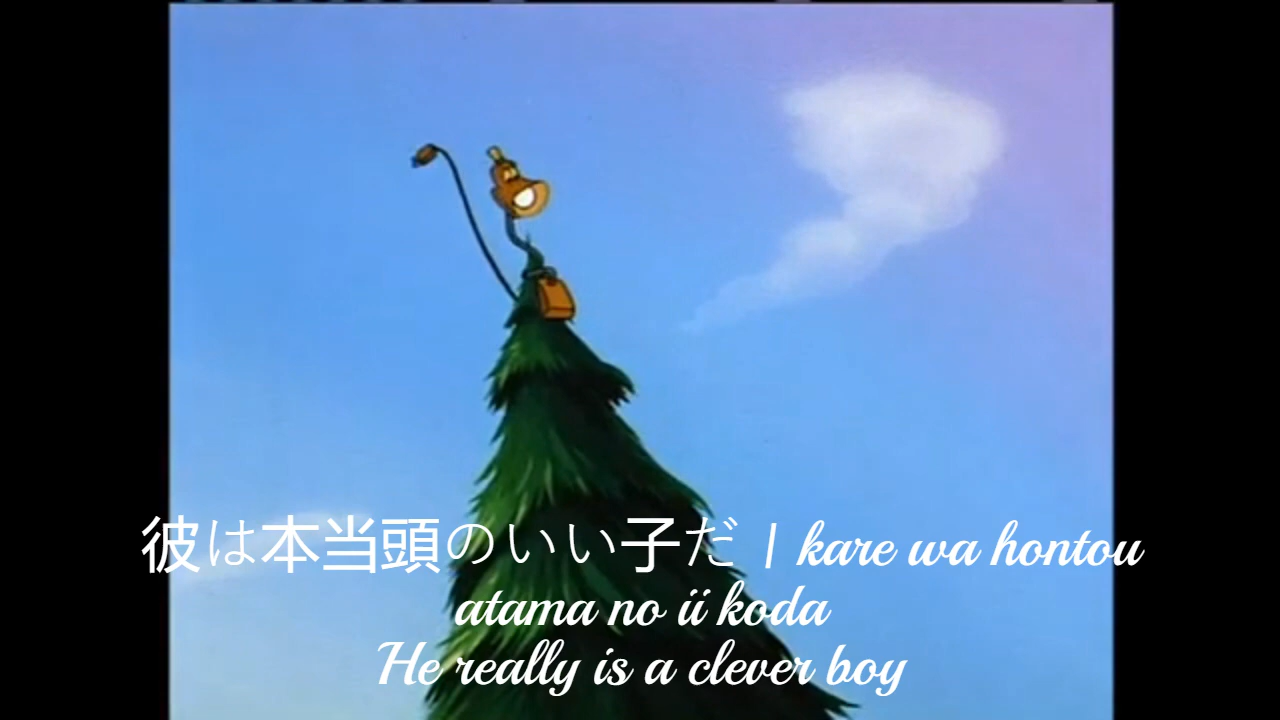 彼は本当頭のいい子だ | kare wa hontou
atama no ii koda
He really is a clever boy